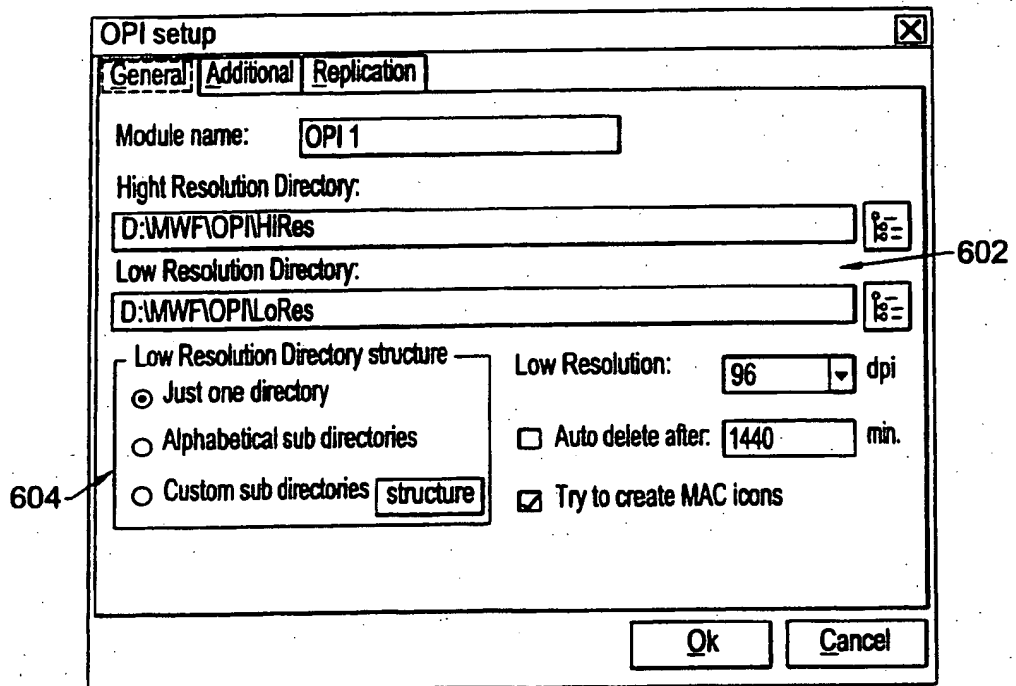 OPI setup
General Additional Replication
Module name: OPI 1
Hight Resolution Directory:
D:\MWF\OPI\HiRes
602
Low Resolution Directory:
D:\MWF\OPI\LoRes
Low Resolution Directory structure
Low Resolution: 96 dpi
Just one directory
Alphabetical sub directories
Auto delete after: 1440 min.
604
Custom sub directories structure
Try to create MAC icons
Ok Cancel